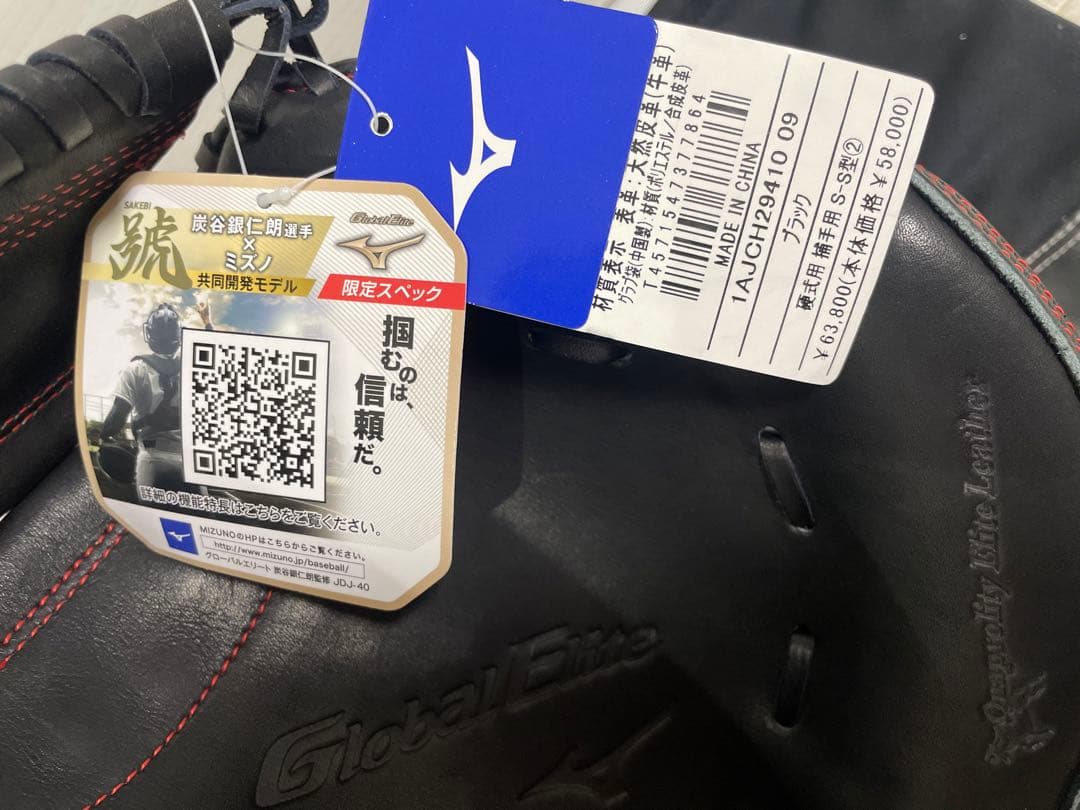 SAKEBI
號
炭谷銀仁朗選手
×
ミズノ
共同開発モデル
Global Elite
限定スペック
掴むのは、
信頼だ。
詳細の機能特長はこちらをご覧ください。
MIZUNOのHPはこちらからご覧ください。
http://www.mizuno.jp/baseball/
グローバルエリート 炭谷銀仁朗監修 JDJ-40
材質表示 表革:天然皮革(牛革)
グラブ袋(中国製):材質(ポリエステル/合成皮革)
T 4571547377864
MADE IN CHINA
1AJCH29410 09
ブラック
硬式用 捕手用 S-S型②
¥63,800(本体価格 ¥58,000)
Global Elite
Quality Elite Leather